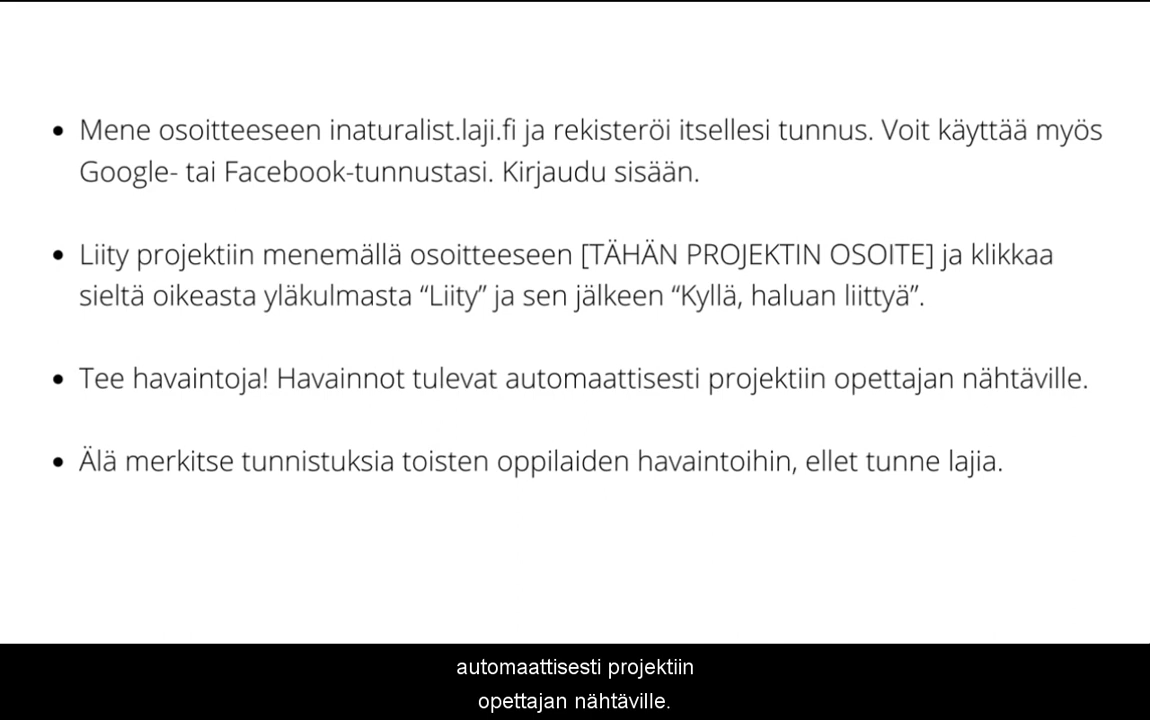 • Mene osoitteeseen inaturalist.laji.fi ja rekisteröi itsellesi tunnus. Voit käyttää myös
Google- tai Facebook-tunnustasi. Kirjaudu sisään.
• Liity projektiin menemällä osoitteeseen [TÄHÄN PROJEKTIN OSOITE] ja klikkaa
sieltä oikeasta yläkulmasta “Liity” ja sen jälkeen “Kyllä, haluan liittyä”.
• Tee havaintoja! Havainnot tulevat automaattisesti projektiin opettajan nähtäville.
• Älä merkitse tunnistuksia toisten oppilaiden havaintoihin, ellet tunne lajia.
automaattisesti projektiin
opettajan nähtäville.